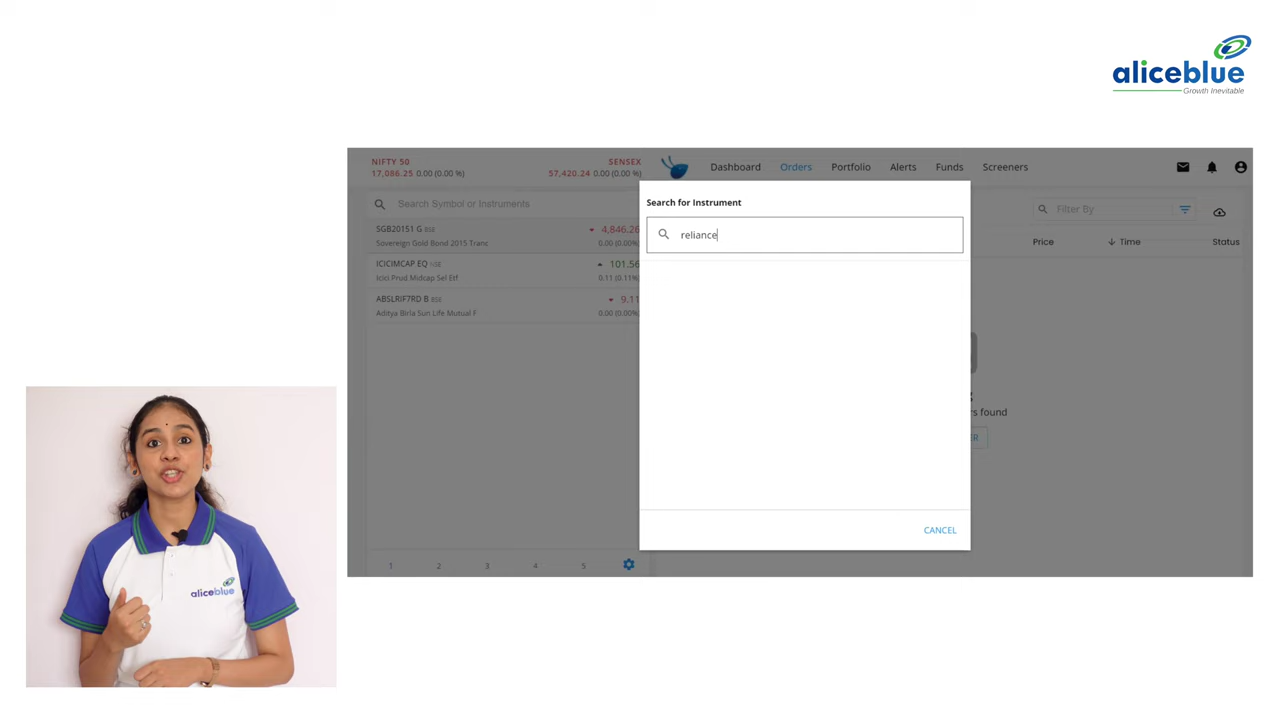 aliceblue
Growth Inevitable
NIFTY 50
17,086.25 0.00 (0.00 %)
SENSEX
57,420.24 0.00 (0.00 %)
Dashboard Orders Portfolio Alerts Funds Screeners
Search Symbol or Instruments
SGB20151 G BSE
4,846.26
Sovereign Gold Bond 2015 Tranc
0.00 (0.00%)
ICICIMCAP EQ NSE
101.56
Icici Prud Midcap Sel Etf
0.11 (0.11%)
ABSLRIF7RD B BSE
9.11
Aditya Birla Sun Life Mutual F
0.00 (0.00%)
1 2 3 4 5
Search for Instrument
reliance
CANCEL
Filter By
Price Time Status
found
aliceblue